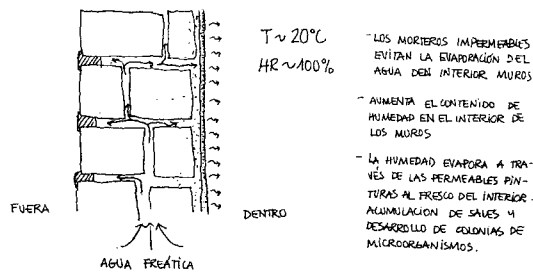 T ~ 20°C
HR ~ 100%
- LOS MORTEROS IMPERMEABLES
EVITAN LA EVAPORACIÓN DEL
AGUA DEN INTERIOR MUROS
- AUMENTA EL CONTENIDO DE
HUMEDAD EN EL INTERIOR DE
LOS MUROS
- LA HUMEDAD EVAPORA A TRA-
VÉS DE LAS PERMEABLES PIN-
TURAS AL FRESCO DEL INTERIOR.
ACUMULACION DE SALES Y
DESARROLLO DE COLONIAS DE
MICROORGANISMOS.
FUERA
DENTRO
AGUA FREÁTICA